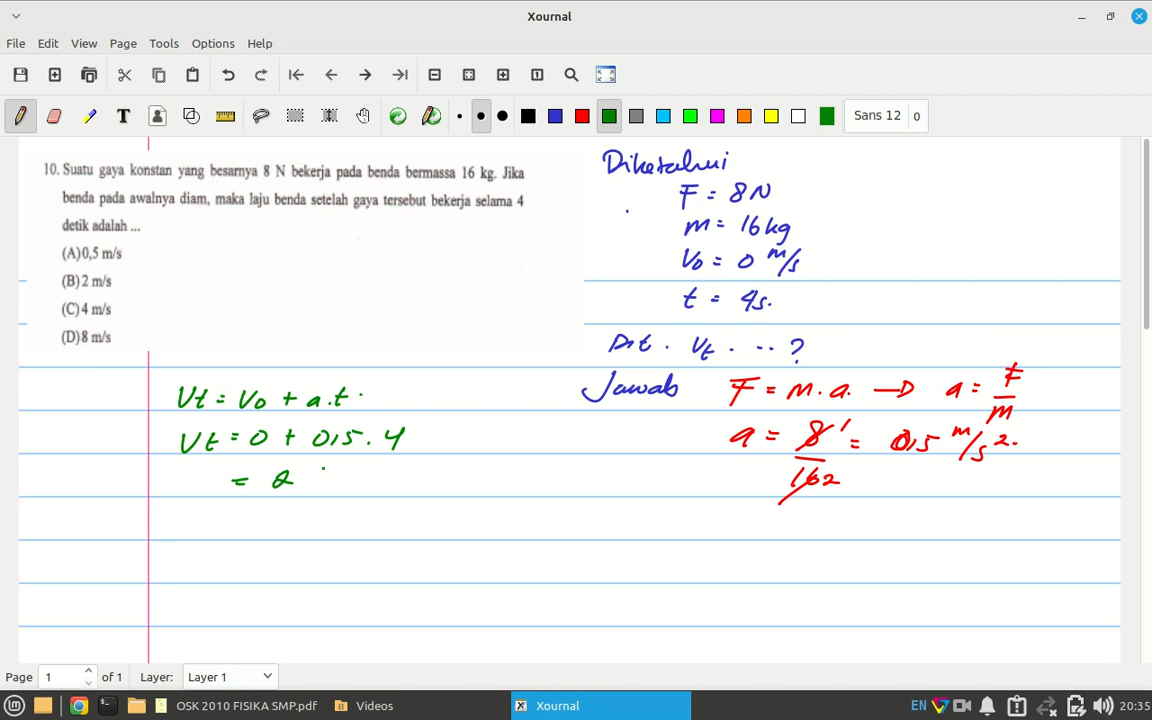 Xournal
File Edit View Page Tools Options Help
Sans 12 0
10. Suatu gaya konstan yang besarnya 8 N bekerja pada benda bermassa 16 kg. Jika
benda pada awalnya diam, maka laju benda setelah gaya tersebut bekerja selama 4
detik adalah ...
(A)0,5 m/s
(B)2 m/s
(C)4 m/s
(D)8 m/s
Diketahui
F = 8 N
m = 16 kg
V0 = 0 m/s
t = 4s.
Dit. Vt. ...?
Jawab F = m.a. → a = F/m
a = 8/16 1/2 = 0,5 m/s2.
Vt = V0 + a.t.
Vt = 0 + 0,5.4
= 2
Page 1 of 1 Layer: Layer 1
OSK 2010 FISIKA SMP.pdf Videos Xournal EN 20:35